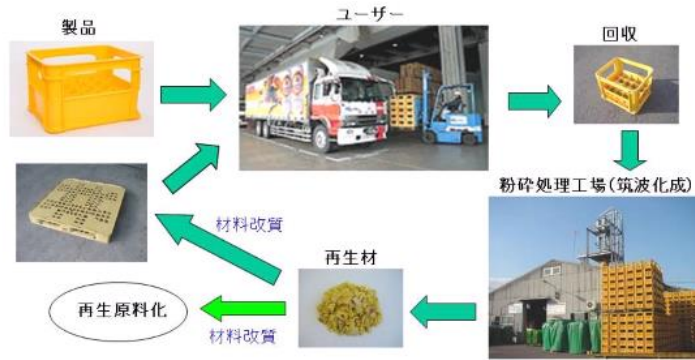 製品
ユーザー
回収
粉砕処理工場(筑波化成)
材料改質
再生材
再生原料化
材料改質